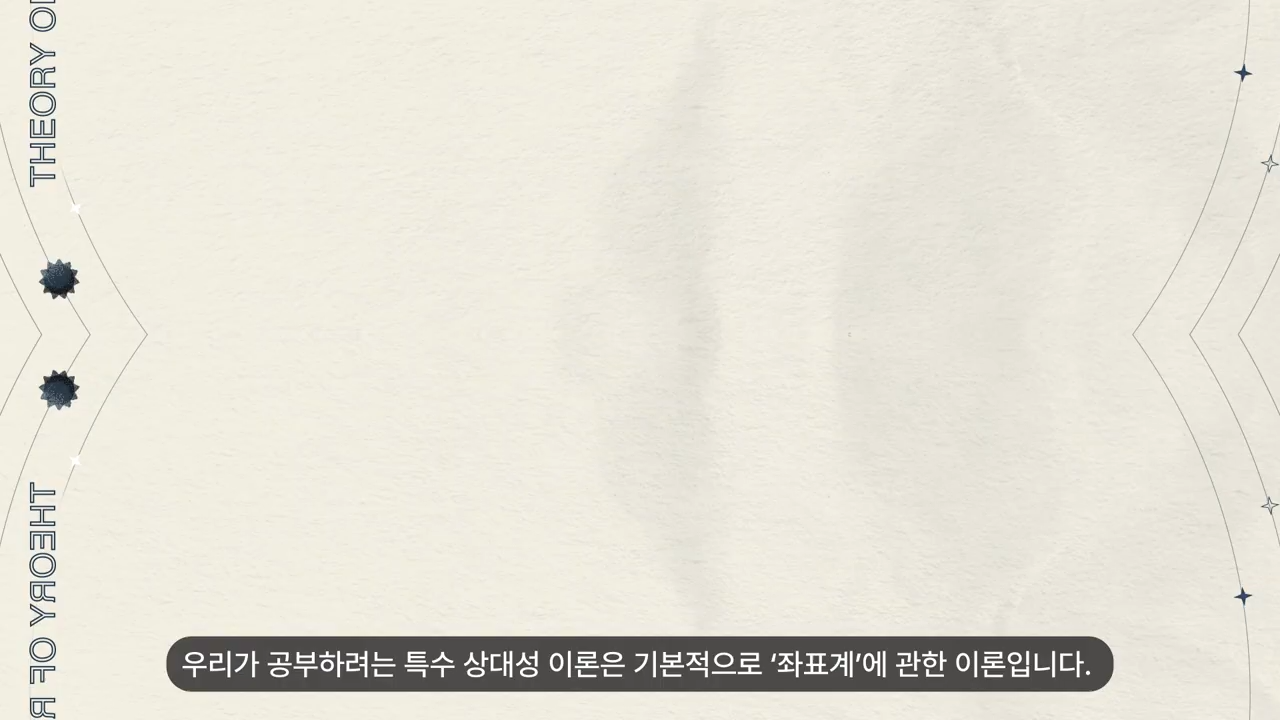 THEORY O
THEORY OF R
우리가 공부하려는 특수 상대성 이론은 기본적으로 ‘좌표계’에 관한 이론입니다.